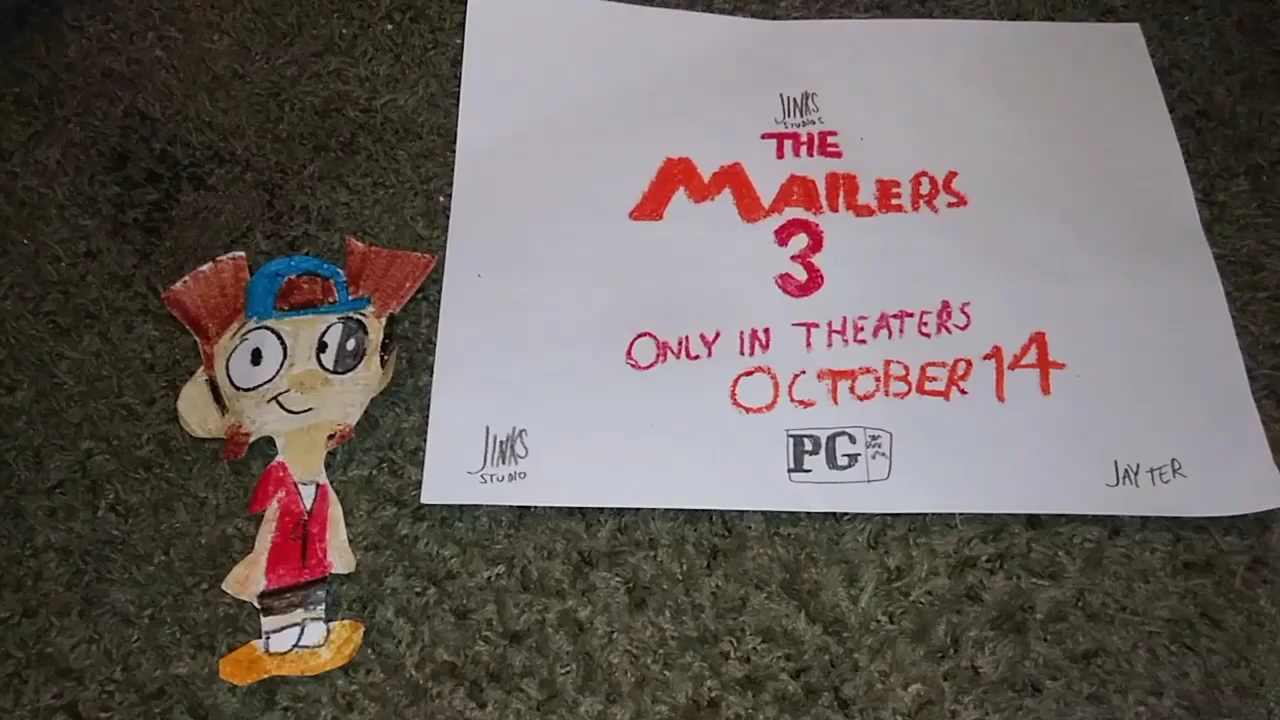 JINKS
STUDIOS
THE
MAILERS
3
ONLY IN THEATERS
OCTOBER 14
JINKS
STUDIO
PG
JAYTER